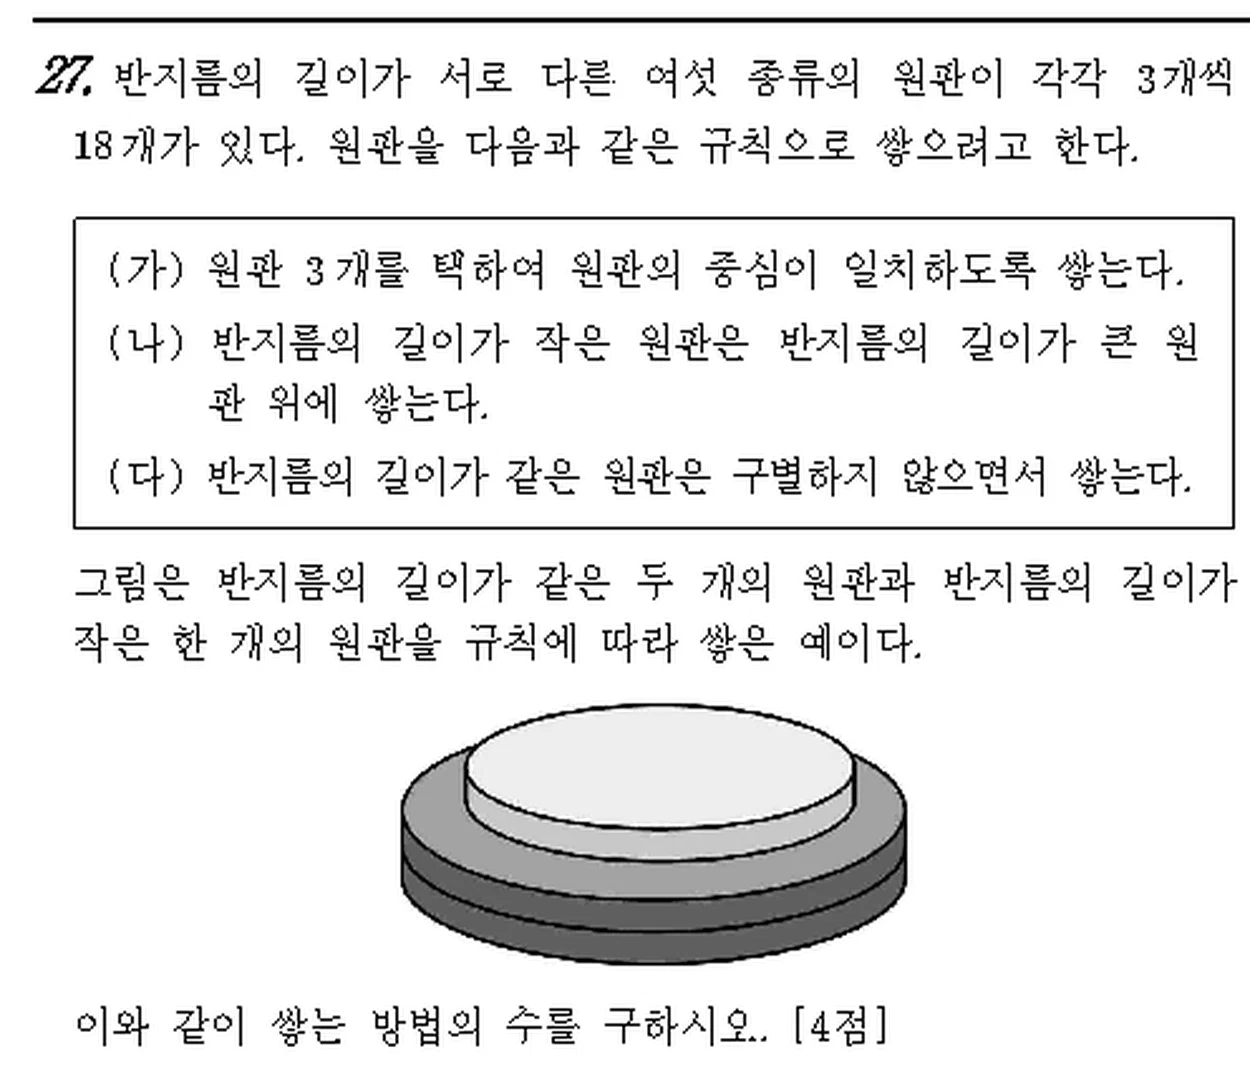 27. 반지름의 길이가 서로 다른 여섯 종류의 원판이 각각 3개씩
18개가 있다. 원판을 다음과 같은 규칙으로 쌓으려고 한다.
(가) 원판 3개를 택하여 원판의 중심이 일치하도록 쌓는다.
(나) 반지름의 길이가 작은 원판은 반지름의 길이가 큰 원
판 위에 쌓는다.
(다) 반지름의 길이가 같은 원판은 구별하지 않으면서 쌓는다.
그림은 반지름의 길이가 같은 두 개의 원판과 반지름의 길이가
작은 한 개의 원판을 규칙에 따라 쌓은 예이다.
이와 같이 쌓는 방법의 수를 구하시오.. [4점]